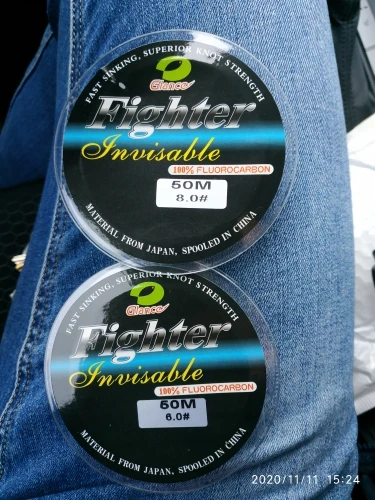 FAST SINKING, SUPERIOR KNOT STRENGTH
Glance
Fighter
Invisable
100% FLUOROCARBON
50M
8.0#
MATERIAL FROM JAPAN, SPOOLED IN CHINA
FAST SINKING, SUPERIOR KNOT STRENGTH
Glance
Fighter
Invisable
100% FLUOROCARBON
50M
6.0#
MATERIAL FROM JAPAN, SPOOLED IN CHINA
2020/11/11 15:24